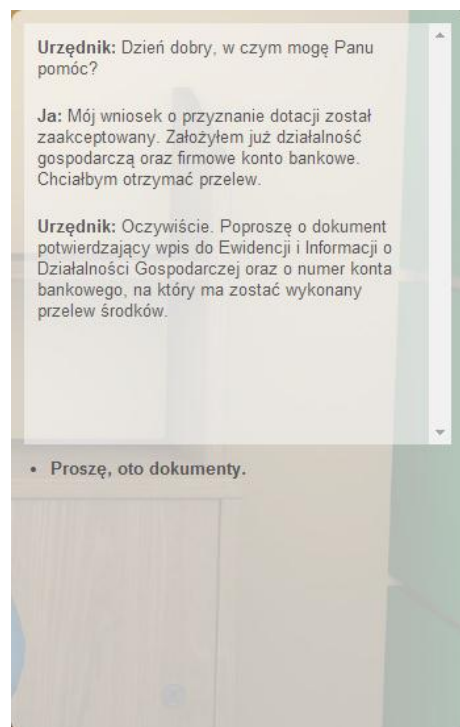 Urzędnik: Dzień dobry, w czym mogę Panu
pomóc?
Ja: Mój wniosek o przyznanie dotacji został
zaakceptowany. Założyłem już działalność
gospodarczą oraz firmowe konto bankowe.
Chciałbym otrzymać przelew.
Urzędnik: Oczywiście. Poproszę o dokument
potwierdzający wpis do Ewidencji i Informacji o
Działalności Gospodarczej oraz o numer konta
bankowego, na który ma zostać wykonany
przelew środków.
• Proszę, oto dokumenty.